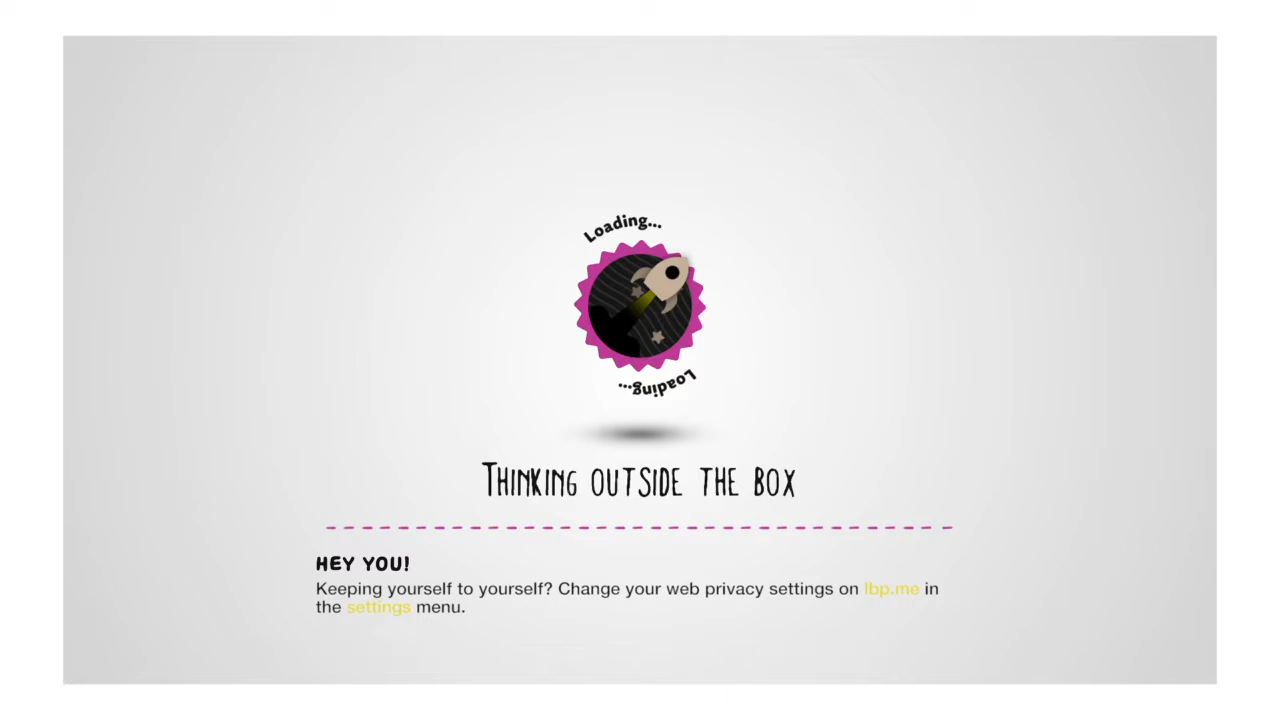 Loading...
Loading...
THINKING OUTSIDE THE BOX
HEY YOU!
Keeping yourself to yourself? Change your web privacy settings on lbp.me in
the settings menu.